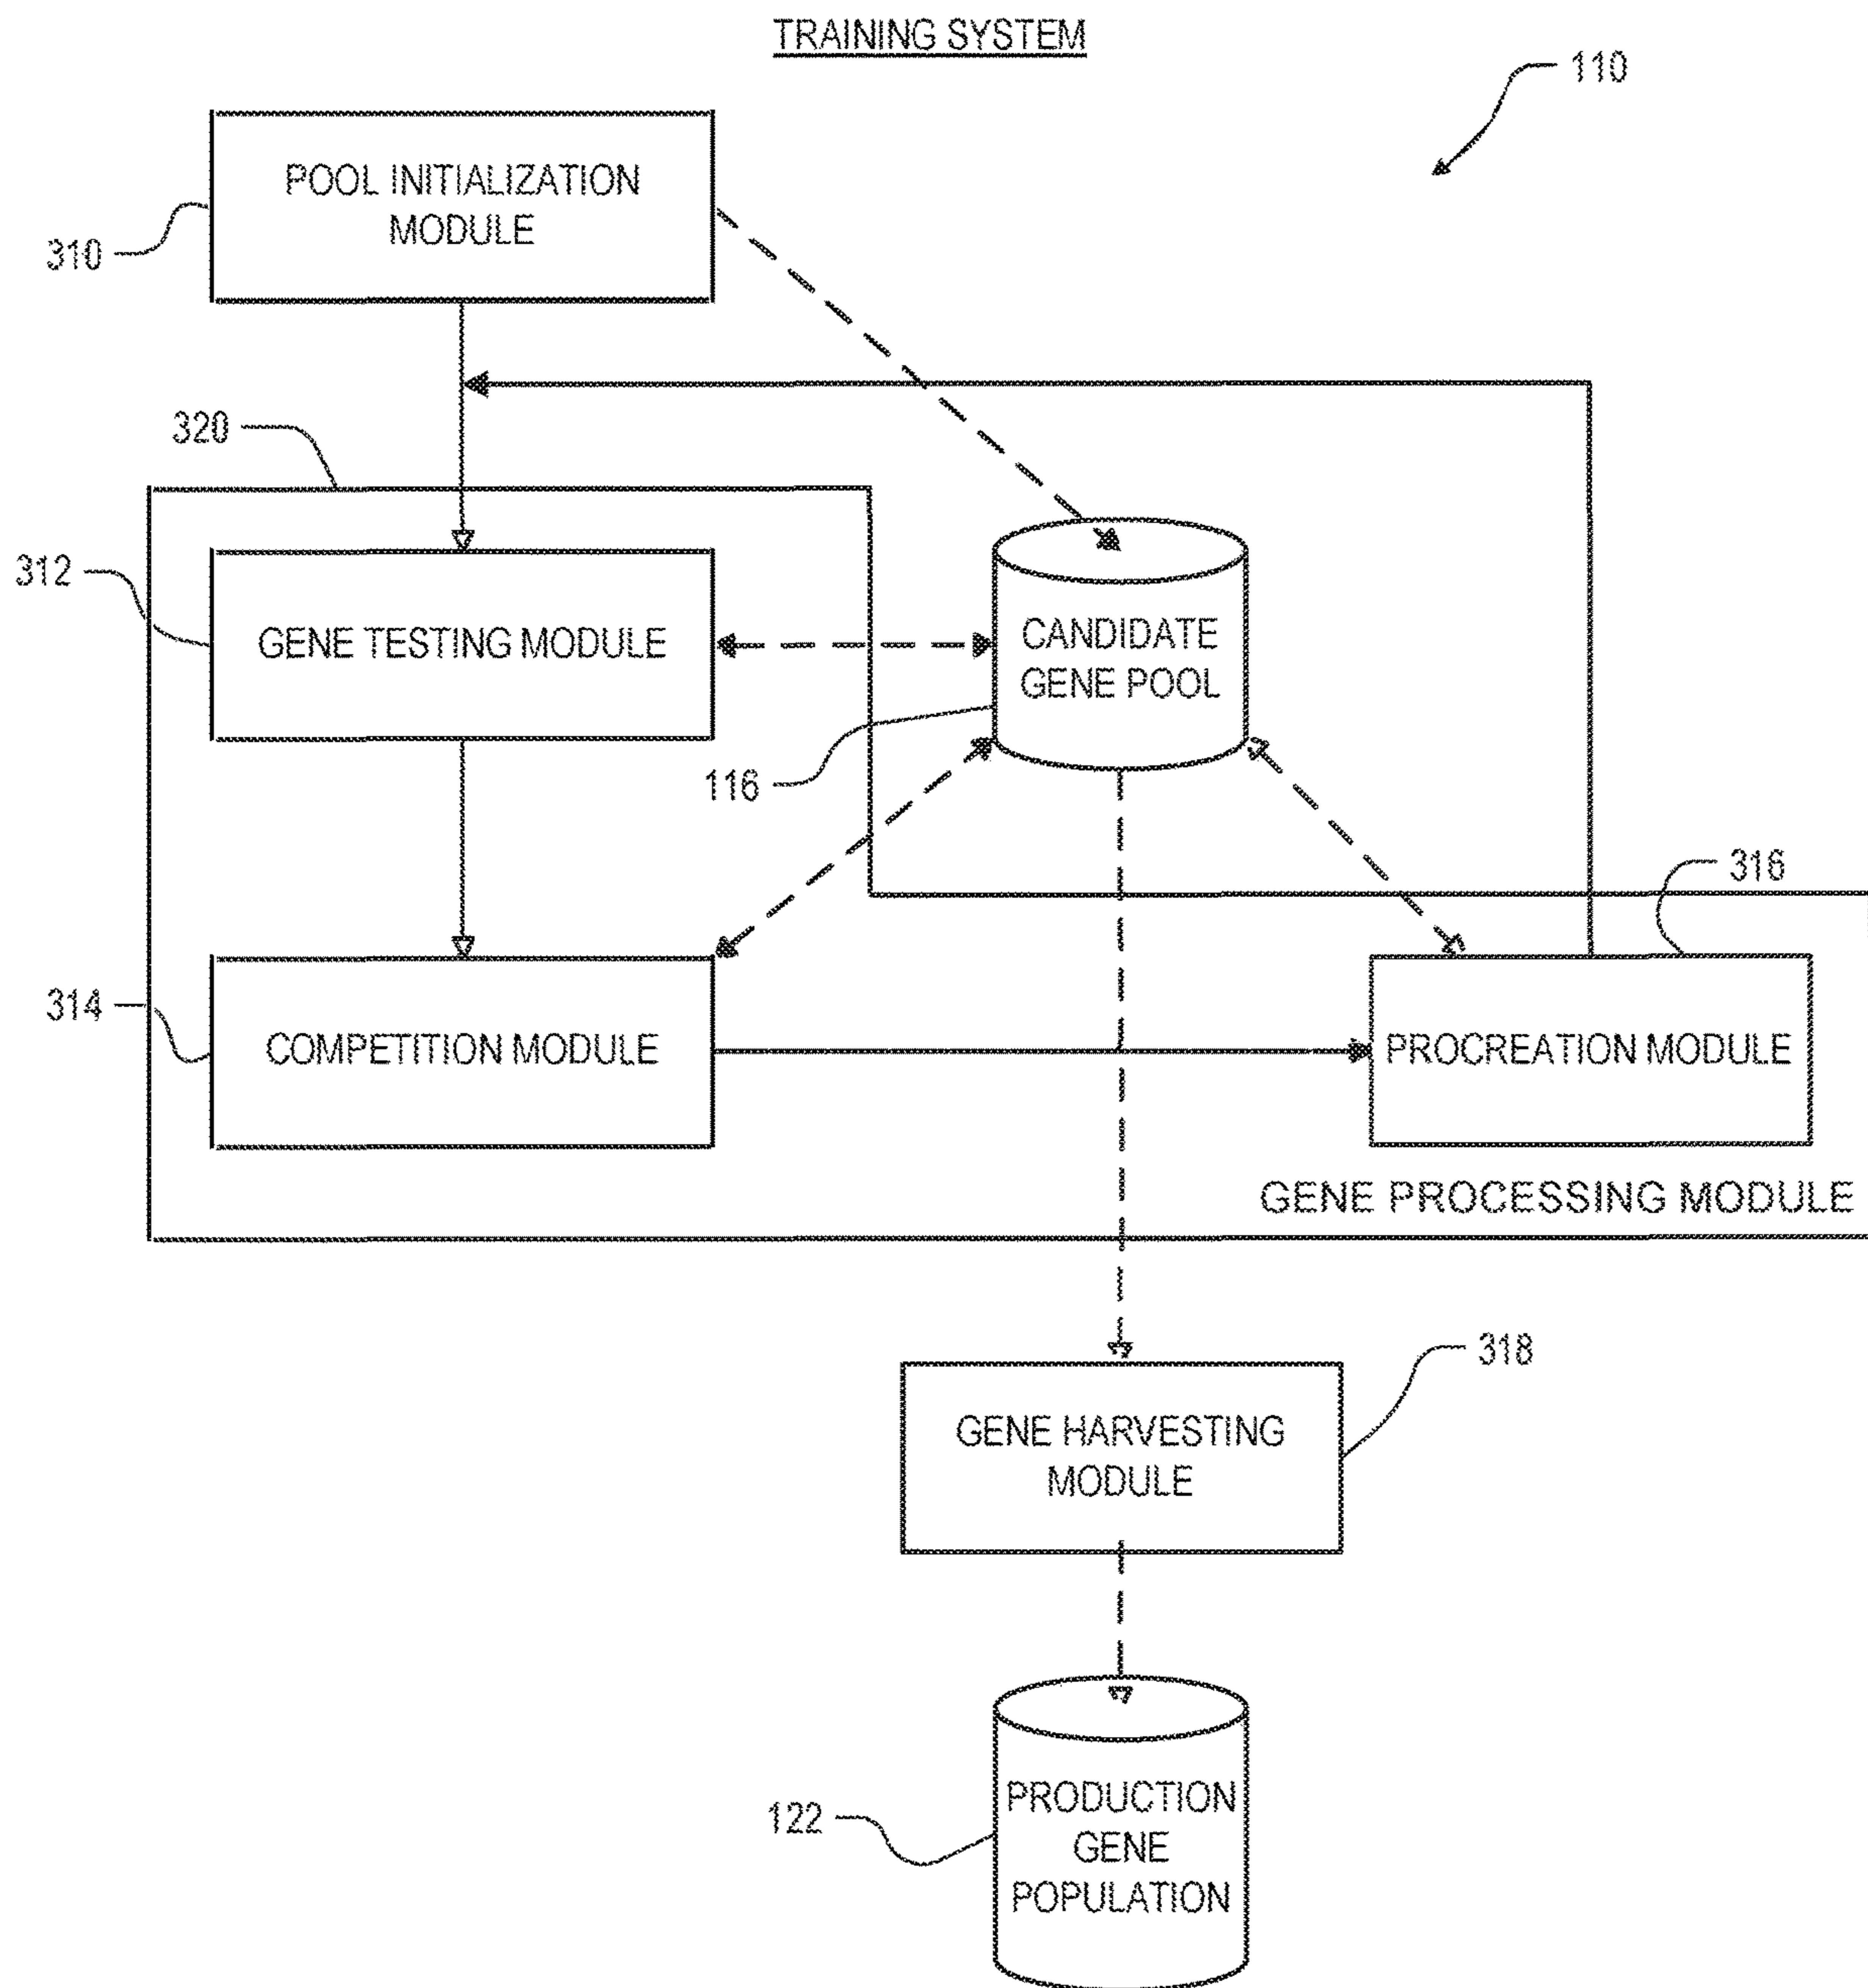 TRAINING SYSTEM
110
POOL INITIALIZATION
MODULE
310
320
312
GENE TESTING MODULE
CANDIDATE
GENE POOL
116
316
314
COMPETITION MODULE
PROCREATION MODULE
GENE PROCESSING MODULE
318
GENE HARVESTING
MODULE
122
PRODUCTION
GENE
POPULATION